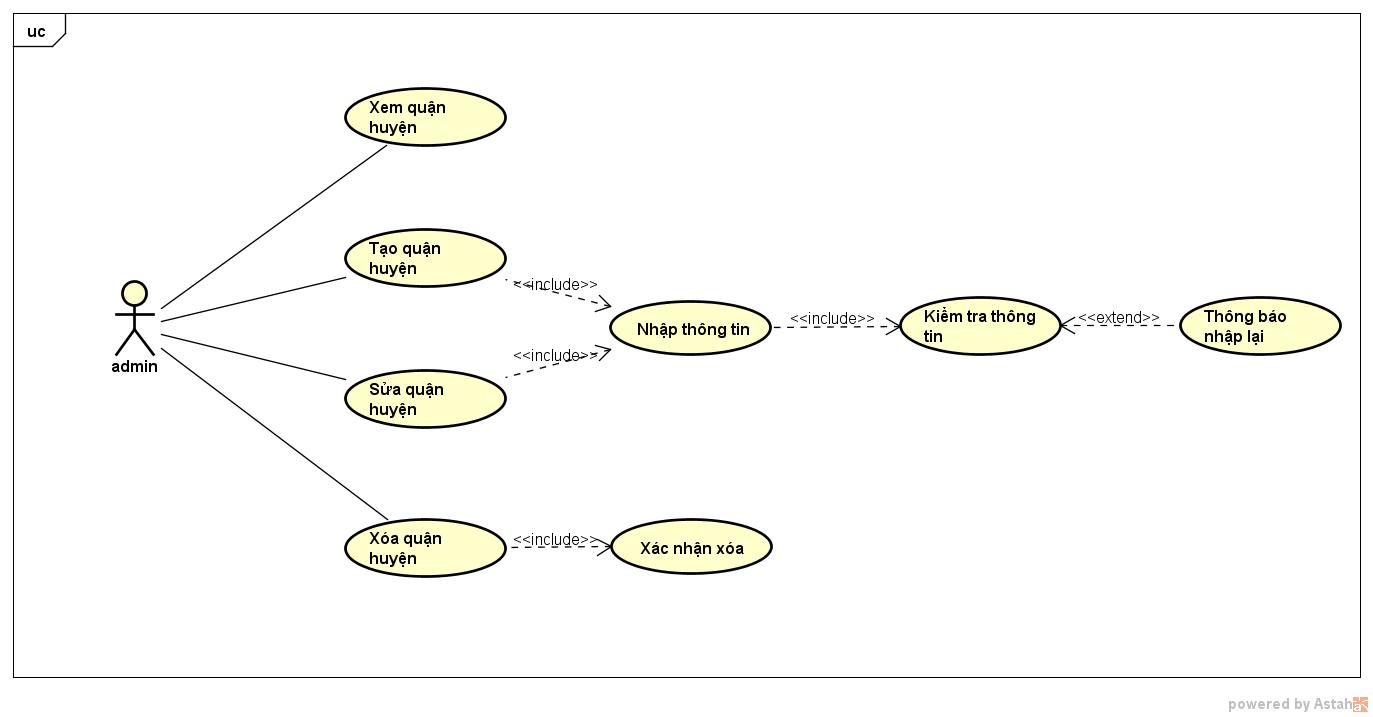 uc
Xem quận
huyện
Tạo quận
huyện
<<include>>
admin
Nhập thông tin
<<include>>
Kiểm tra thông
tin
<<extend>>
Thông báo
nhập lại
<<include>>
Sửa quận
huyện
Xóa quận
huyện
<<include>>
Xác nhận xóa
powered by Astah